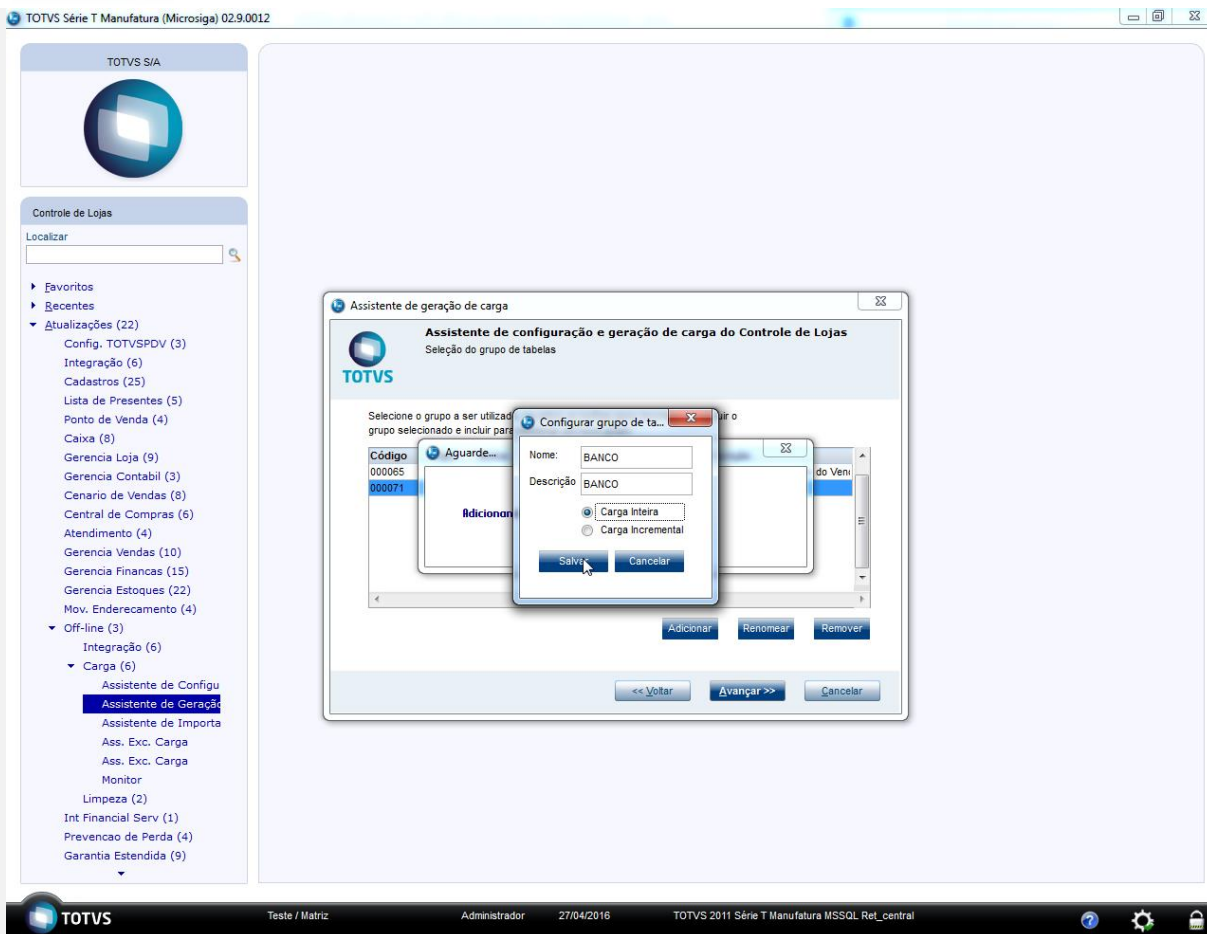 TOTVS Série T Manufatura (Microsiga) 02.9.0012
TOTVS S/A
Controle de Lojas
Localizar
Favoritos
Recentes
Atualizações (22)
Config. TOTVSPDV (3)
Integração (6)
Cadastros (25)
Lista de Presentes (5)
Ponto de Venda (4)
Caixa (8)
Gerencia Loja (9)
Gerencia Contabil (3)
Cenario de Vendas (8)
Central de Compras (6)
Atendimento (4)
Gerencia Vendas (10)
Gerencia Financas (15)
Gerencia Estoques (22)
Mov. Enderecamento (4)
Off-line (3)
Integração (6)
Carga (6)
Assistente de Configu
Assistente de Geração
Assistente de Importa
Ass. Exc. Carga
Ass. Exc. Carga
Monitor
Limpeza (2)
Int Financial Serv (1)
Prevencao de Perda (4)
Garantia Estendida (9)
Assistente de geração de carga
Assistente de configuração e geração de carga do Controle de Lojas
Seleção do grupo de tabelas
TOTVS
Selecione o grupo a ser utilizad
grupo selecionado e incluir para
Código
000065 do Ven
000071
Aguarde...
Adicionan
Configurar grupo de ta...
Nome: BANCO
Descrição BANCO
Carga Inteira
Carga Incremental
Salvar Cancelar
Adicionar Renomear Remover
<< Voltar Avançar >> Cancelar
TOTVS Teste / Matriz Administrador 27/04/2016 TOTVS 2011 Série T Manufatura MSSQL Ret_central